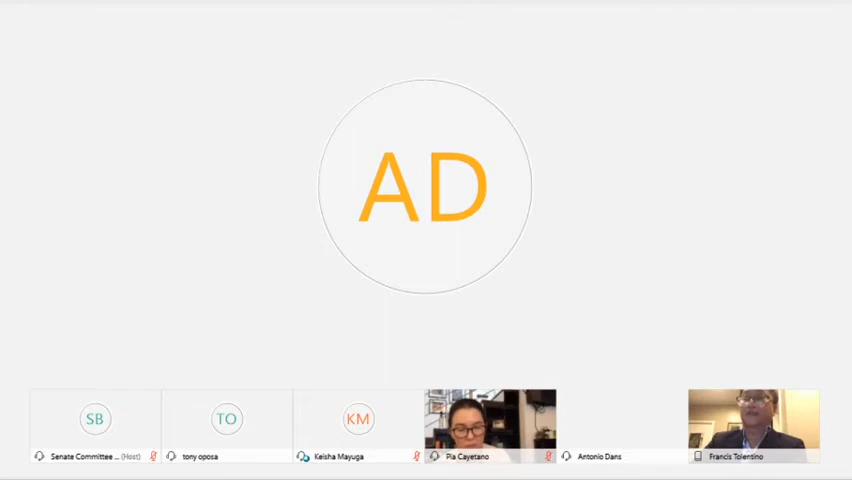 AD
SB
TO
KM
Senate Committee ... (Host)
tony oposa
Keisha Mayuga
Pia Cayetano
Antonio Dans
Francis Tolentino